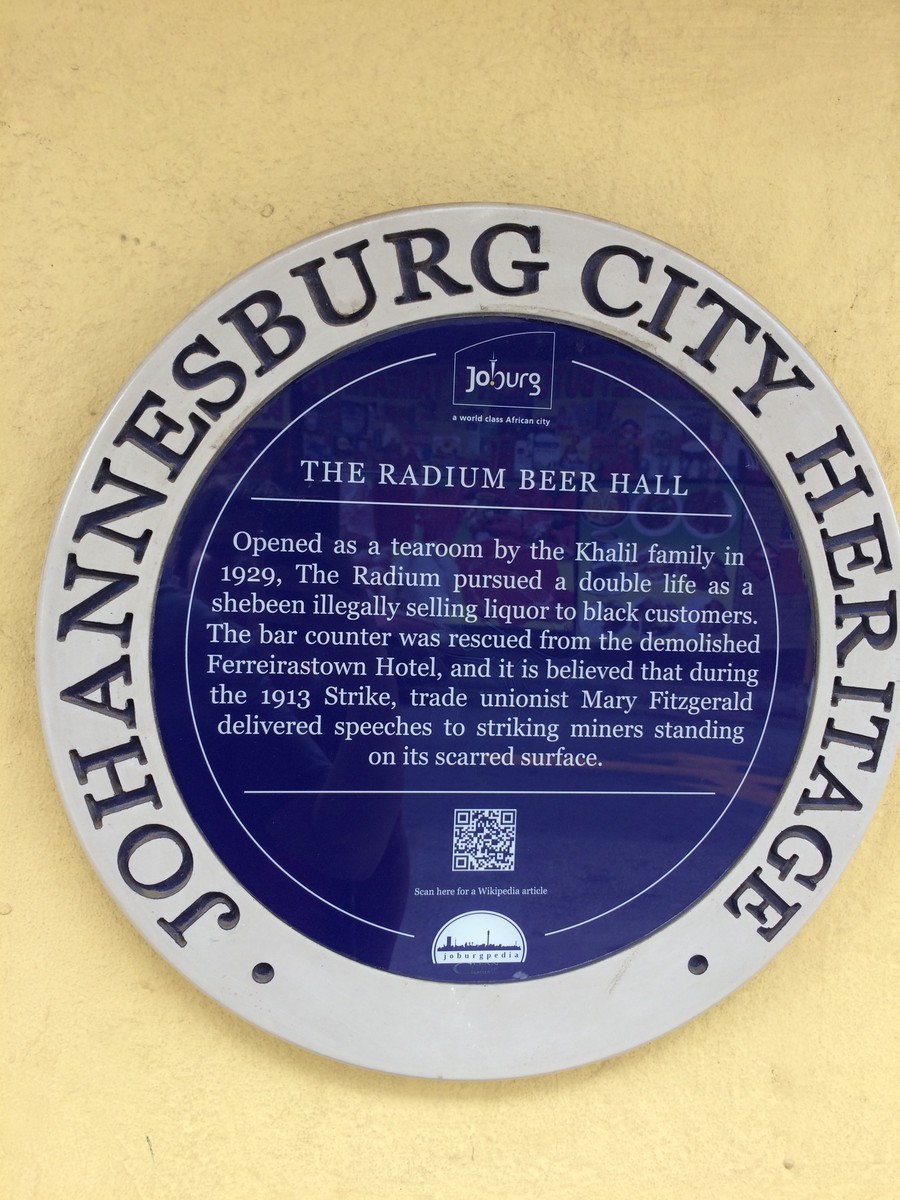 JOHANNESBURG CITY HERITAGE
Joburg
a world class African city
THE RADIUM BEER HALL
Opened as a tearoom by the Khalil family in
1929, The Radium pursued a double life as a
shebeen illegally selling liquor to black customers.
The bar counter was rescued from the demolished
Ferreirastown Hotel, and it is believed that during
the 1913 Strike, trade unionist Mary Fitzgerald
delivered speeches to striking miners standing
on its scarred surface.
Scan here for a Wikipedia article
joburgpedia